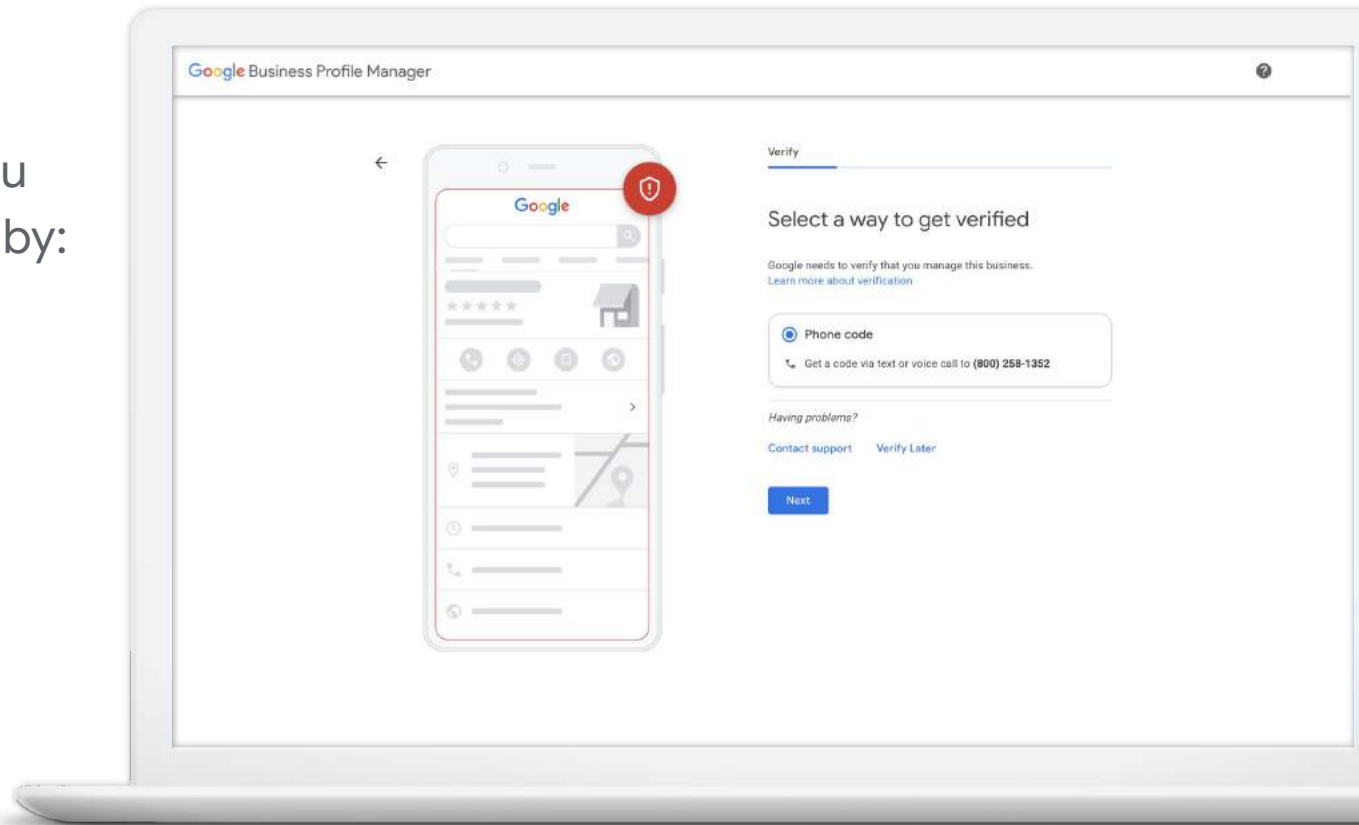 u
by:
Google Business Profile Manager
Google
Verify
Select a way to get verified
Google needs to verify that you manage this business.
Learn more about verification
Phone code
Get a code via text or voice call to (800) 258-1352
Having problems?
Contact support Verify Later
Next